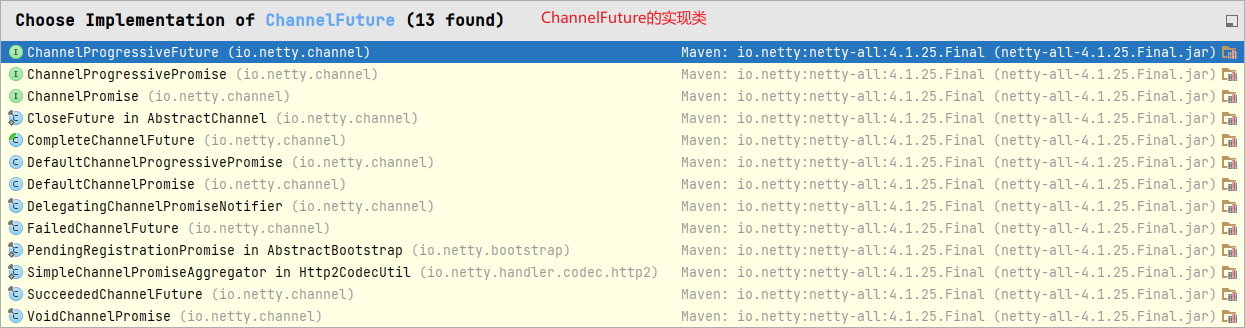 Choose Implementation of ChannelFuture (13 found) ChannelFuture的实现类
ChannelProgressiveFuture (io.netty.channel) Maven: io.netty:netty-all:4.1.25.Final (netty-all-4.1.25.Final.jar)
ChannelProgressivePromise (io.netty.channel) Maven: io.netty:netty-all:4.1.25.Final (netty-all-4.1.25.Final.jar)
ChannelPromise (io.netty.channel) Maven: io.netty:netty-all:4.1.25.Final (netty-all-4.1.25.Final.jar)
CloseFuture in AbstractChannel (io.netty.channel) Maven: io.netty:netty-all:4.1.25.Final (netty-all-4.1.25.Final.jar)
CompleteChannelFuture (io.netty.channel) Maven: io.netty:netty-all:4.1.25.Final (netty-all-4.1.25.Final.jar)
DefaultChannelProgressivePromise (io.netty.channel) Maven: io.netty:netty-all:4.1.25.Final (netty-all-4.1.25.Final.jar)
DefaultChannelPromise (io.netty.channel) Maven: io.netty:netty-all:4.1.25.Final (netty-all-4.1.25.Final.jar)
DelegatingChannelPromiseNotifier (io.netty.channel) Maven: io.netty:netty-all:4.1.25.Final (netty-all-4.1.25.Final.jar)
FailedChannelFuture (io.netty.channel) Maven: io.netty:netty-all:4.1.25.Final (netty-all-4.1.25.Final.jar)
PendingRegistrationPromise in AbstractBootstrap (io.netty.bootstrap) Maven: io.netty:netty-all:4.1.25.Final (netty-all-4.1.25.Final.jar)
SimpleChannelPromiseAggregator in Http2CodecUtil (io.netty.handler.codec.http2) Maven: io.netty:netty-all:4.1.25.Final (netty-all-4.1.25.Final.jar)
SucceededChannelFuture (io.netty.channel) Maven: io.netty:netty-all:4.1.25.Final (netty-all-4.1.25.Final.jar)
VoidChannelPromise (io.netty.channel) Maven: io.netty:netty-all:4.1.25.Final (netty-all-4.1.25.Final.jar)